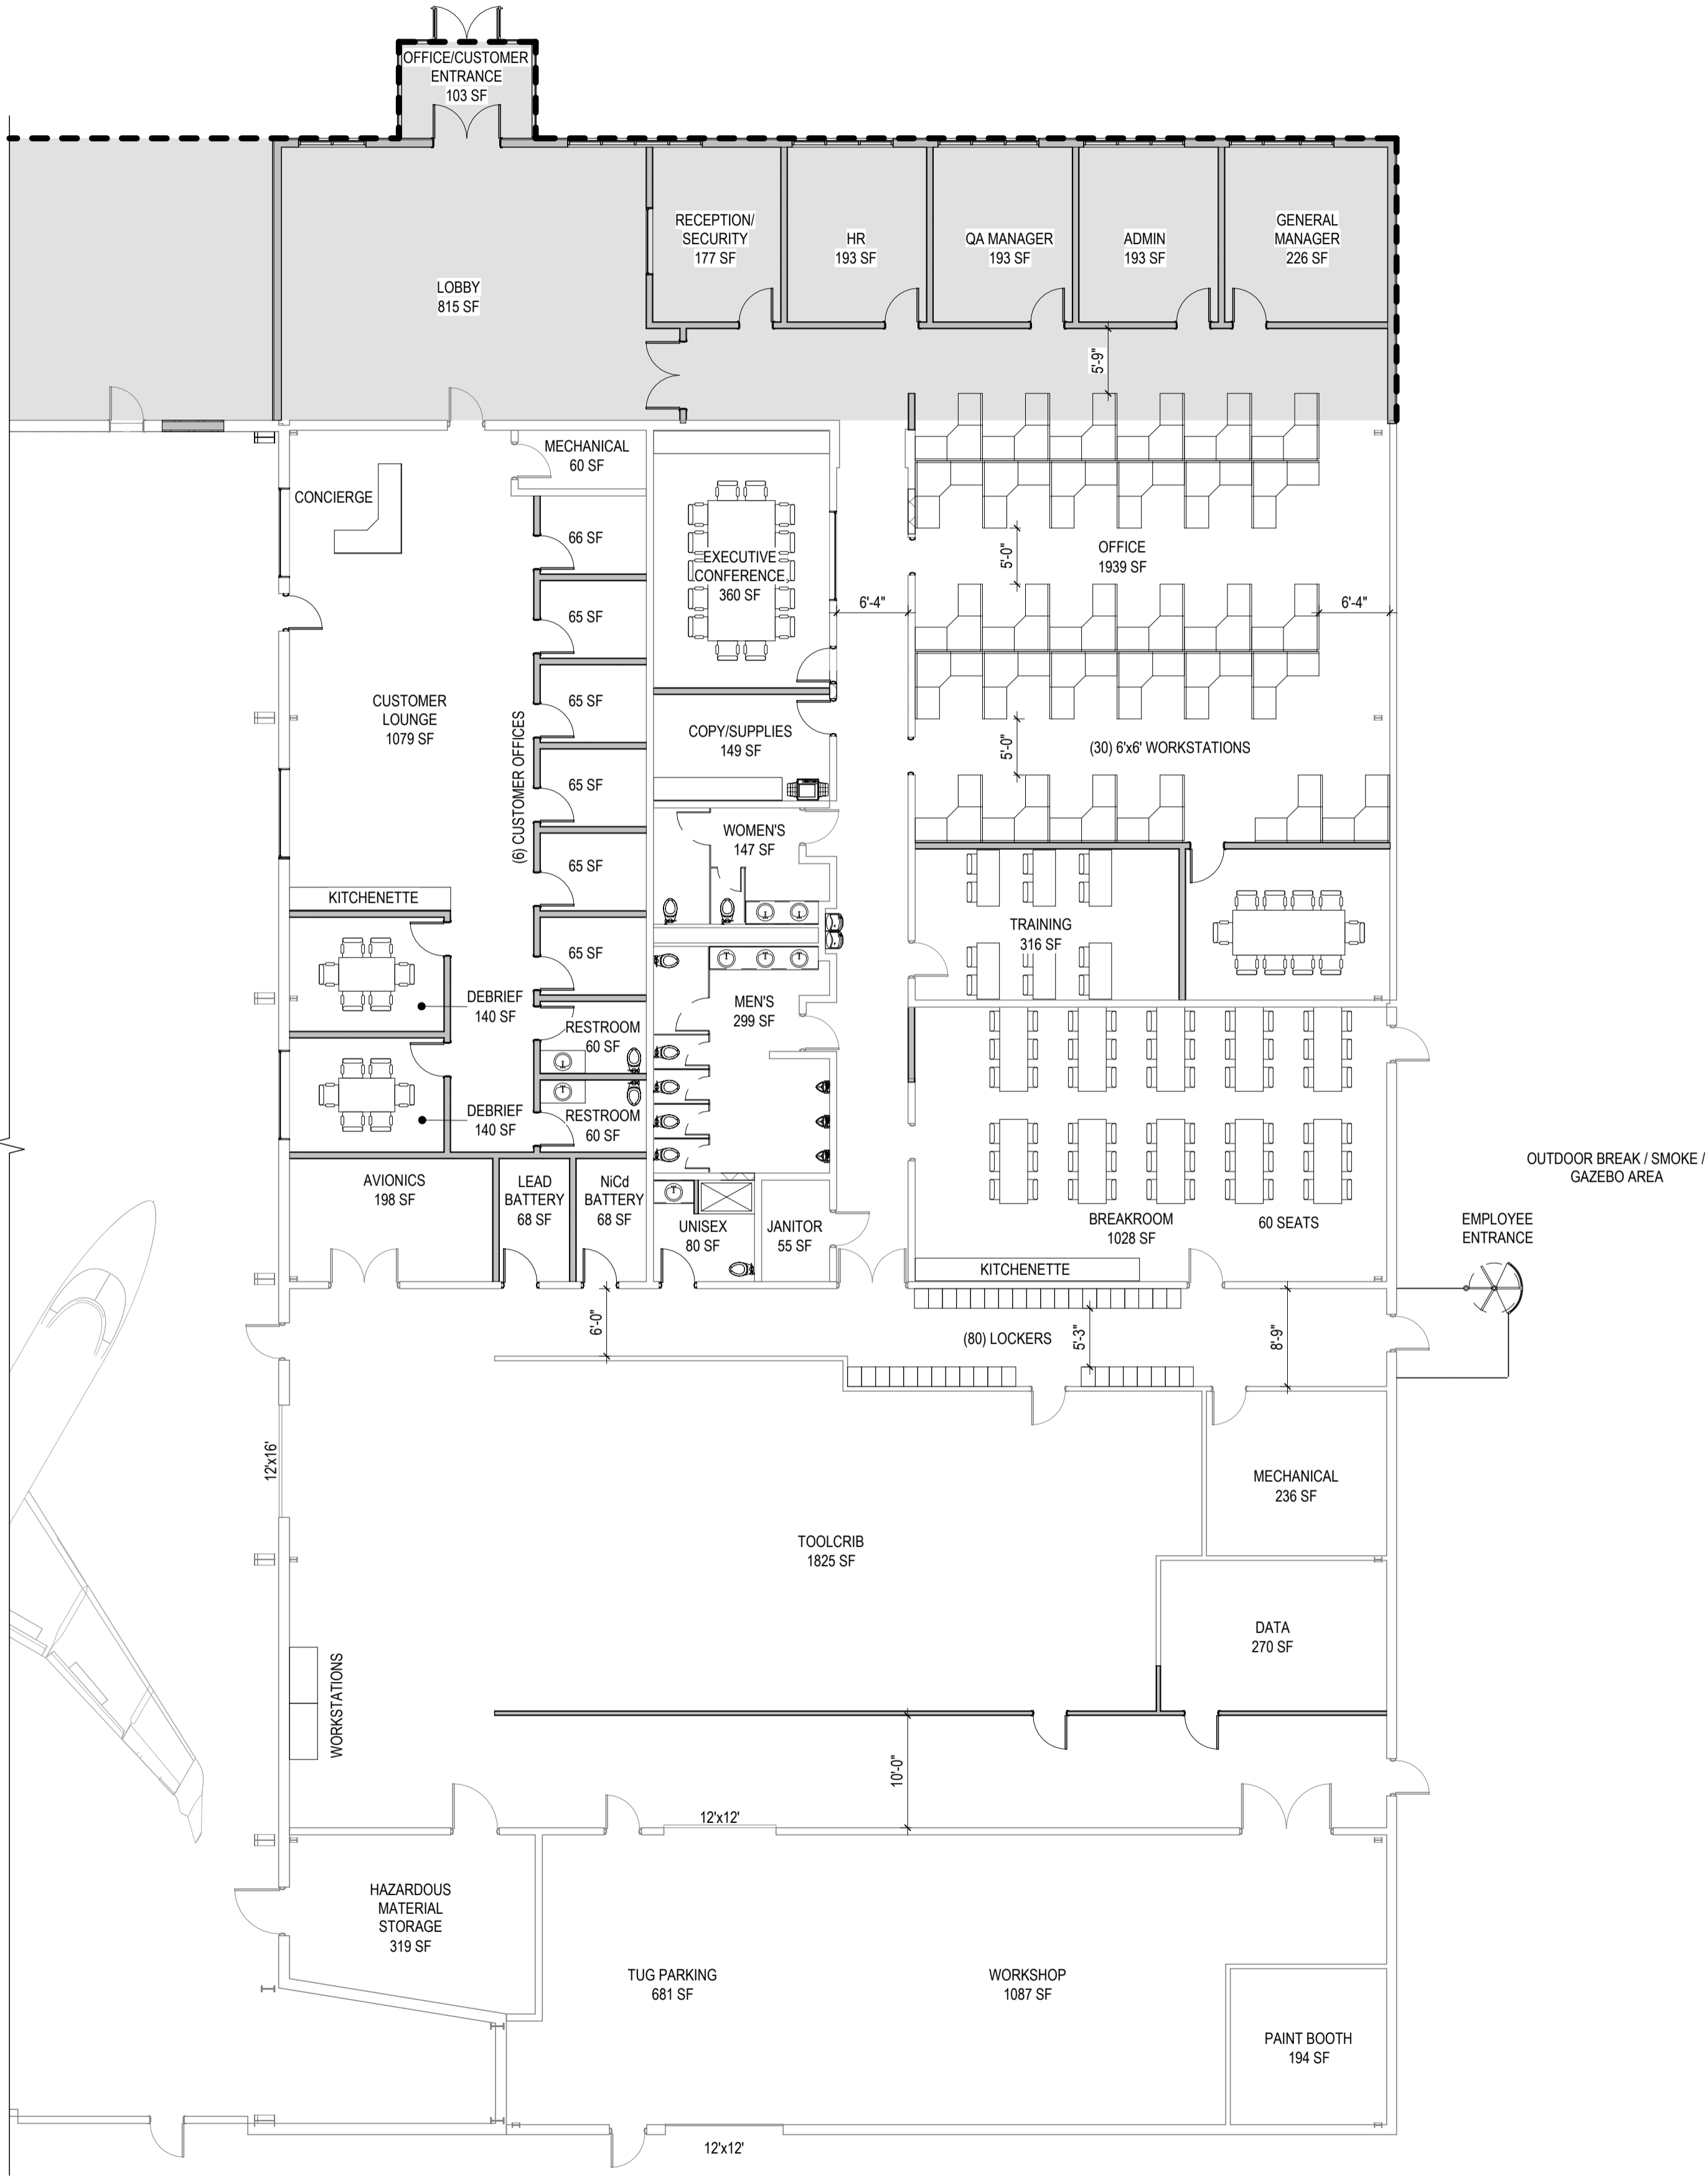 OFFICE/CUSTOMER
ENTRANCE
103 SF
LOBBY
815 SF
RECEPTION/
SECURITY
177 SF
HR
193 SF
QA MANAGER
193 SF
ADMIN
193 SF
GENERAL
MANAGER
226 SF
5'-9"
MECHANICAL
60 SF
CONCIERGE
66 SF
65 SF
65 SF
65 SF
65 SF
65 SF
(6) CUSTOMER OFFICES
CUSTOMER
LOUNGE
1079 SF
EXECUTIVE
CONFERENCE
360 SF
6'-4"
OFFICE
1939 SF
5'-0"
6'-4"
COPY/SUPPLIES
149 SF
5'-0"
(30) 6'x6' WORKSTATIONS
WOMEN'S
147 SF
KITCHENETTE
TRAINING
316 SF
DEBRIEF
140 SF
MEN'S
299 SF
RESTROOM
60 SF
DEBRIEF
140 SF
RESTROOM
60 SF
AVIONICS
198 SF
LEAD
BATTERY
68 SF
NiCd
BATTERY
68 SF
UNISEX
80 SF
JANITOR
55 SF
BREAKROOM
1028 SF
60 SEATS
KITCHENETTE
OUTDOOR BREAK / SMOKE /
GAZEBO AREA
EMPLOYEE
ENTRANCE
6'-0"
(80) LOCKERS
5'-3"
8'-9"
12'x16'
MECHANICAL
236 SF
TOOLCRIB
1825 SF
DATA
270 SF
WORKSTATIONS
10'-0"
12'x12'
HAZARDOUS
MATERIAL
STORAGE
319 SF
TUG PARKING
681 SF
WORKSHOP
1087 SF
PAINT BOOTH
194 SF
12'x12'